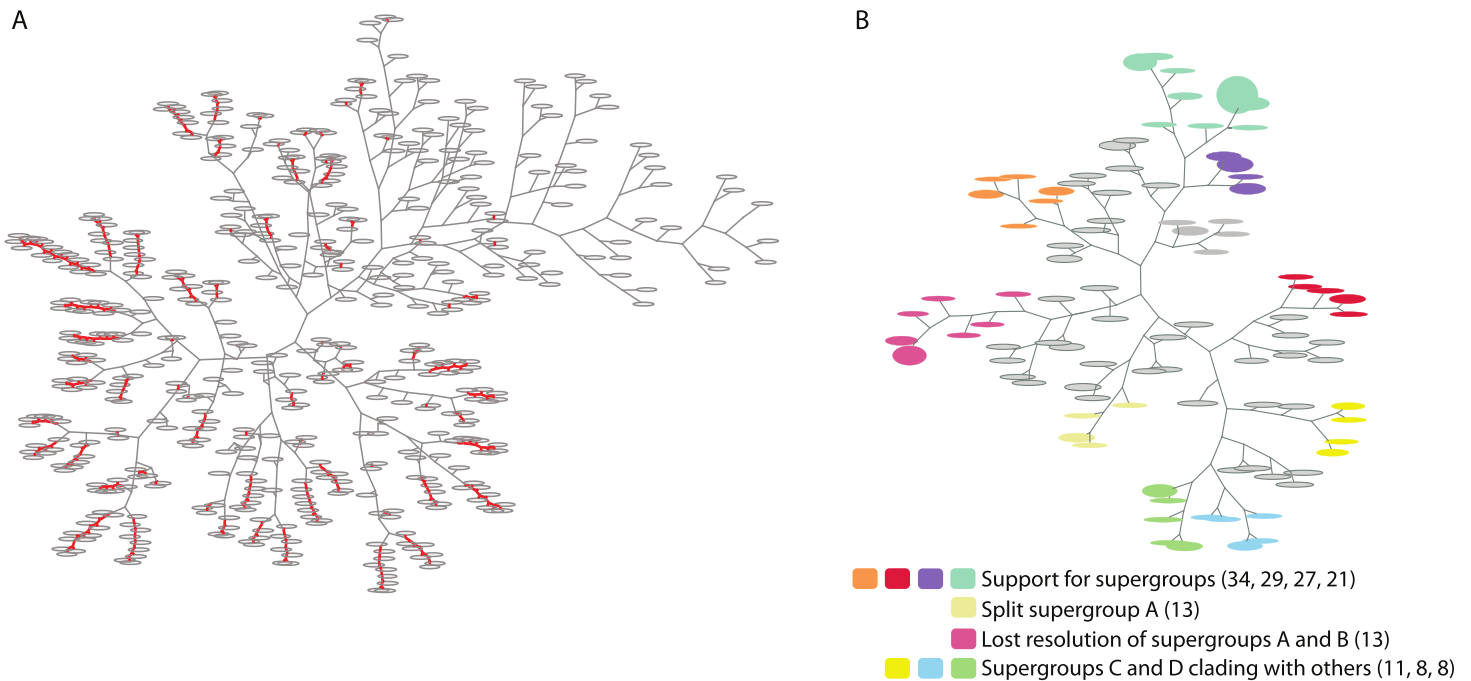 A
B
Support for supergroups (34, 29, 27, 21)
Split supergroup A (13)
Lost resolution of supergroups A and B (13)
Supergroups C and D clading with others (11, 8, 8)